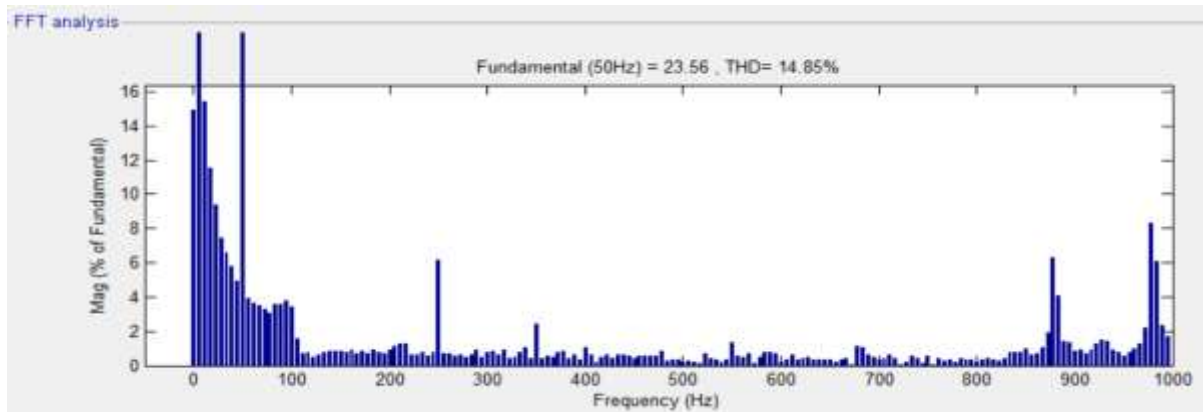 FFT analysis
Fundamental (50Hz) = 23.56 , THD= 14.85%
Mag (% of Fundamental)
16
14
12
10
8
6
4
2
0
0 100 200 300 400 500 600 700 800 900 1000
Frequency (Hz)